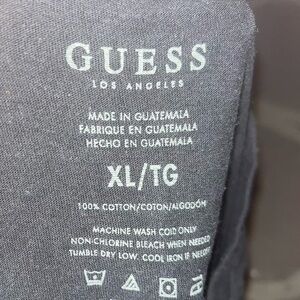 GUESS
LOS ANGELES
MADE IN GUATEMALA
FABRIQUE EN GUATEMALA
HECHO EN GUATEMALA
XL/TG
100% COTTON/COTON/ALGODÓN
MACHINE WASH COLD ONLY
NON-CHLORINE BLEACH WHEN NEEDED
TUMBLE DRY LOW. COOL IRON IF NEEDED